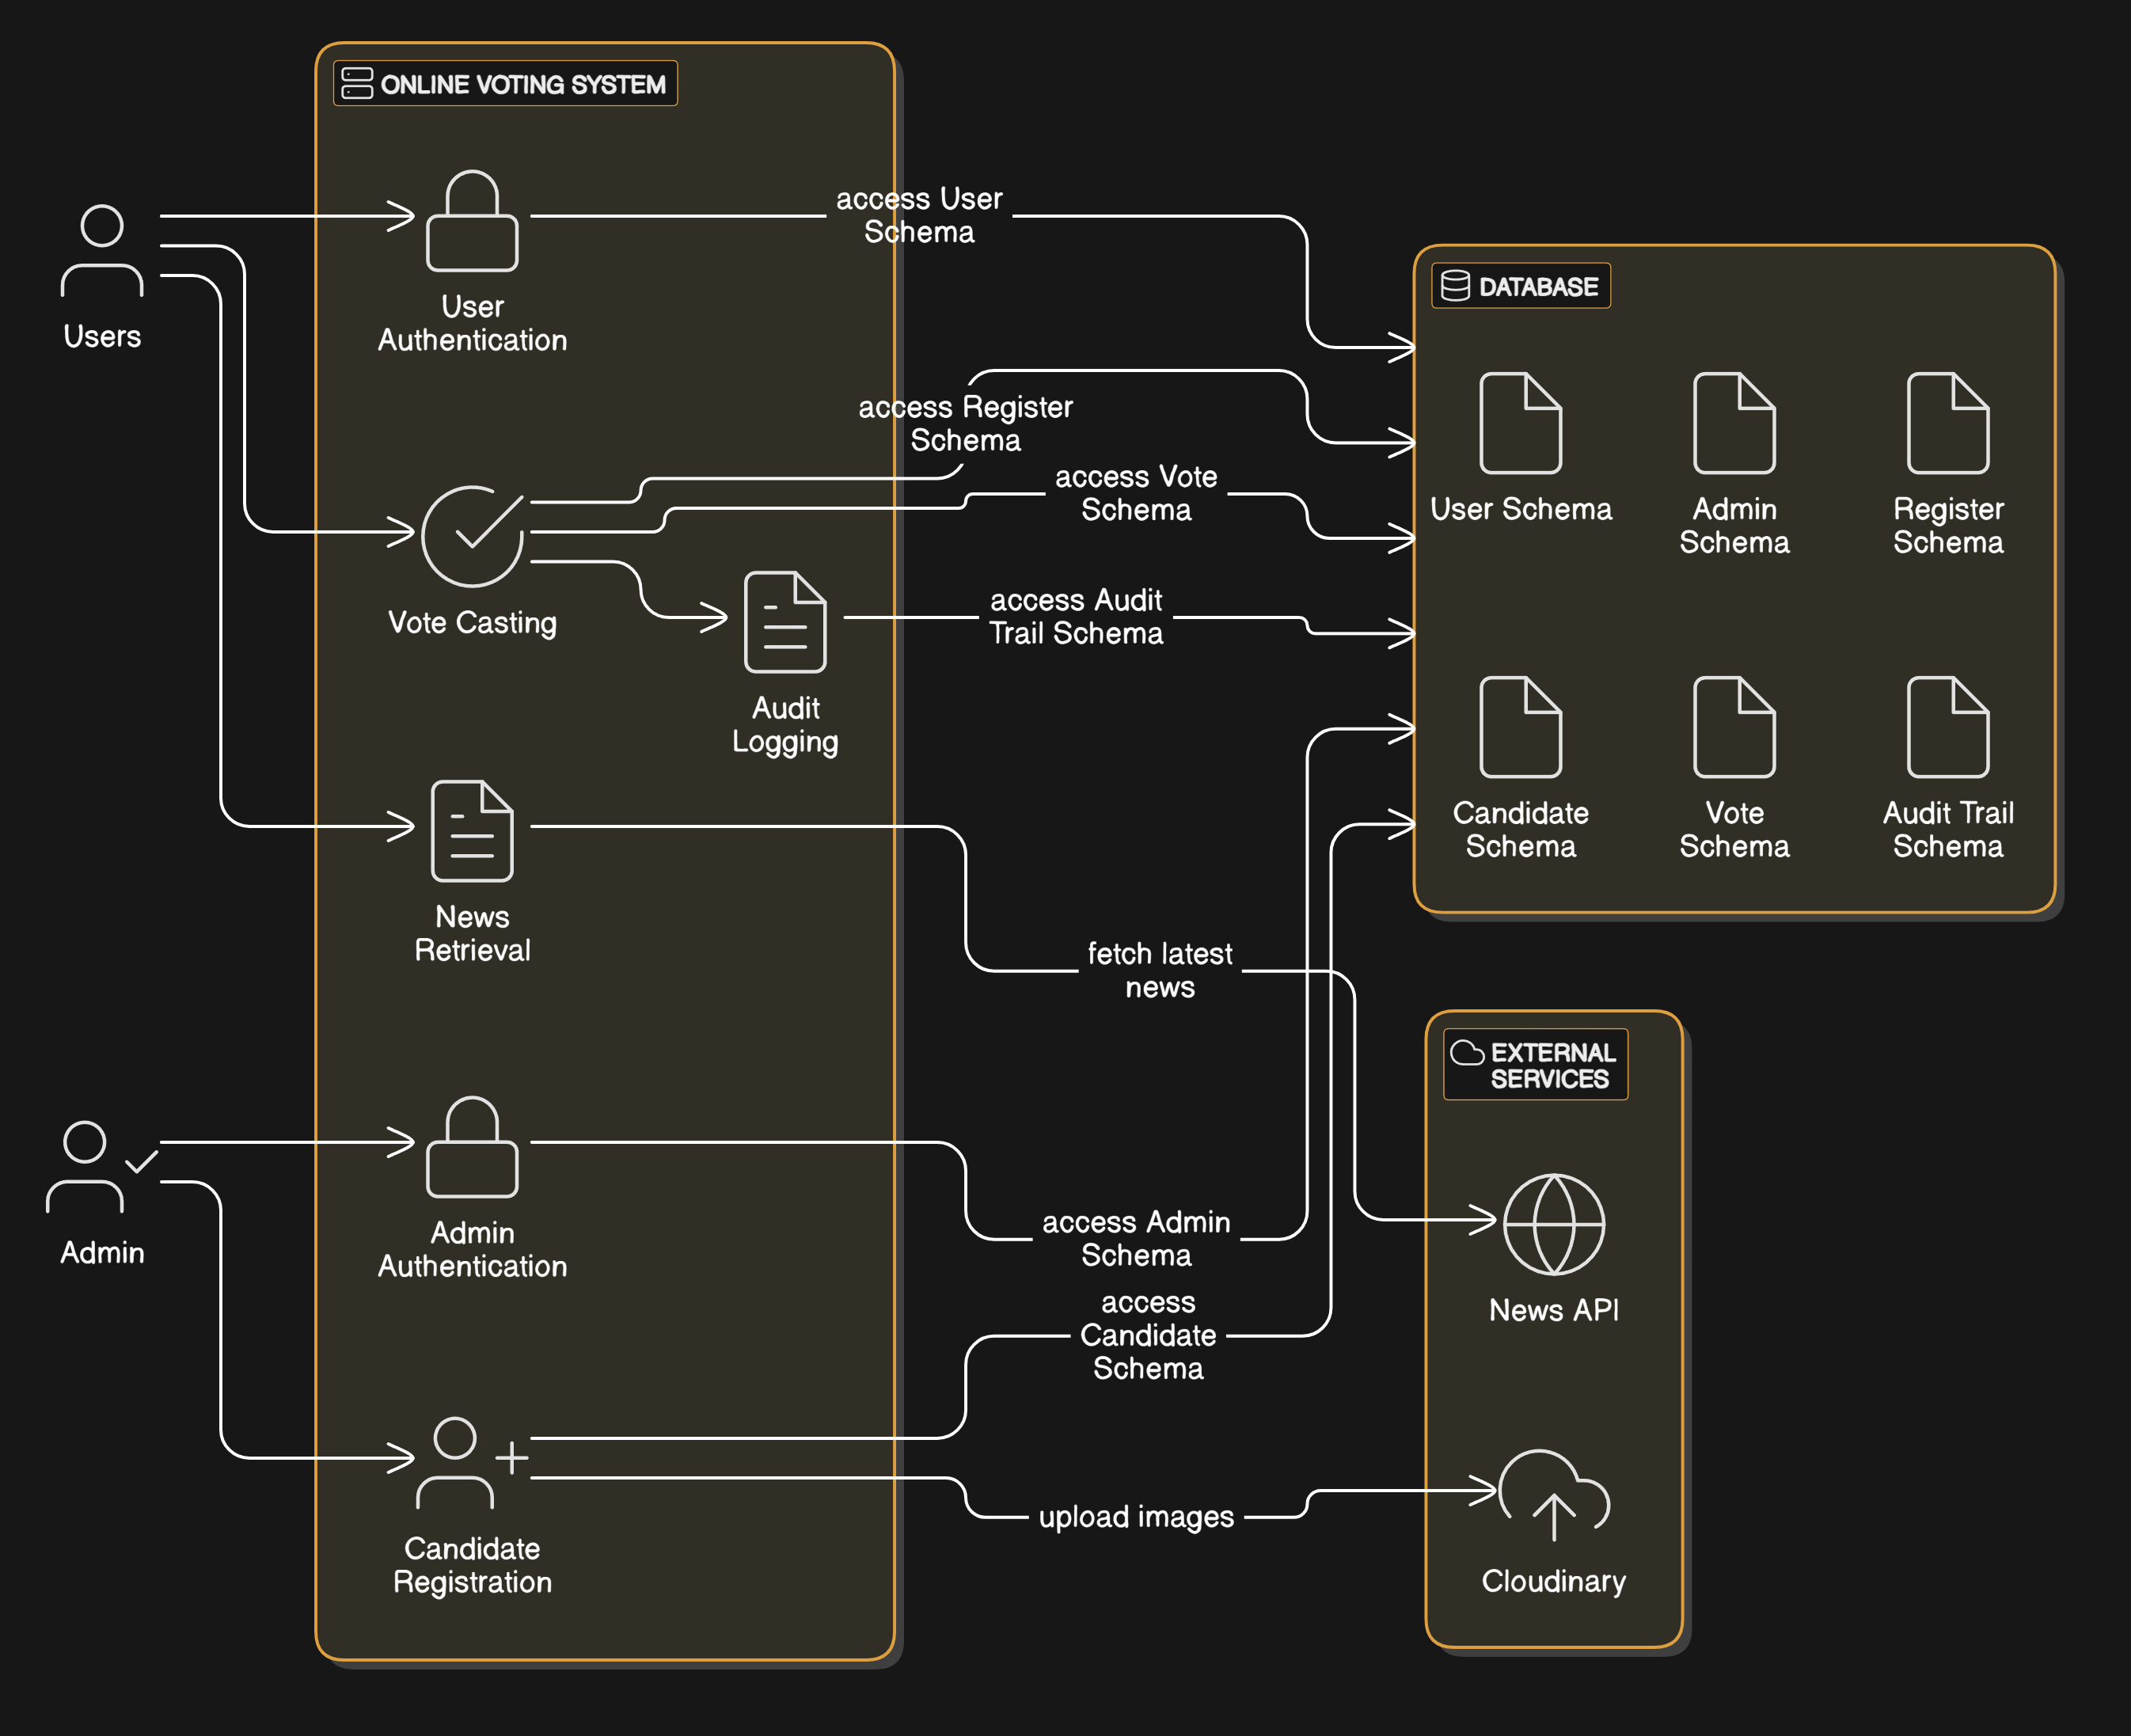 ONLINE VOTING SYSTEM
Users
User
Authentication
access User
Schema
access Register
Schema
Vote Casting
access Vote
Schema
Audit
Logging
access Audit
Trail Schema
News
Retrieval
fetch latest
news
Admin
Admin
Authentication
access Admin
Schema
Candidate
Registration
access
Candidate
Schema
upload images
DATABASE
User Schema
Admin
Schema
Register
Schema
Candidate
Schema
Vote
Schema
Audit Trail
Schema
EXTERNAL
SERVICES
News API
Cloudinary